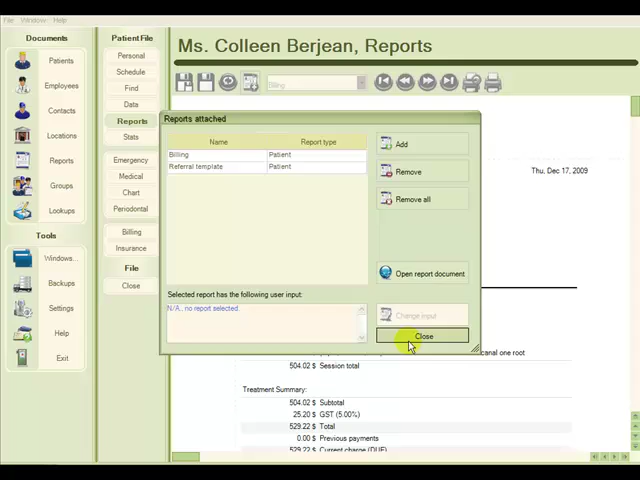 File Window Help
Documents
Patients
Employees
Contacts
Locations
Reports
Groups
Lookups
Tools
Windows...
Backups
Settings
Help
Exit
Patient File
Personal
Schedule
Find
Data
Reports
Stats
Emergency
Medical
Chart
Periodontal
Billing
Insurance
File
Close
Ms. Colleen Berjean, Reports
Billing
Thu, Dec 17, 2009
Reports attached
Name Report type
Billing Patient
Referral template Patient
Add
Remove
Remove all
Open report document
Selected report has the following user input:
N/A, no report selected.
Change input
Close
canal one root
504.02 $ Session total
Treatment Summary:
504.02 $ Subtotal
25.20 $ GST (5.00%)
529.22 $ Total
0.00 $ Previous payments
529.22 $ Current charge (DUE)